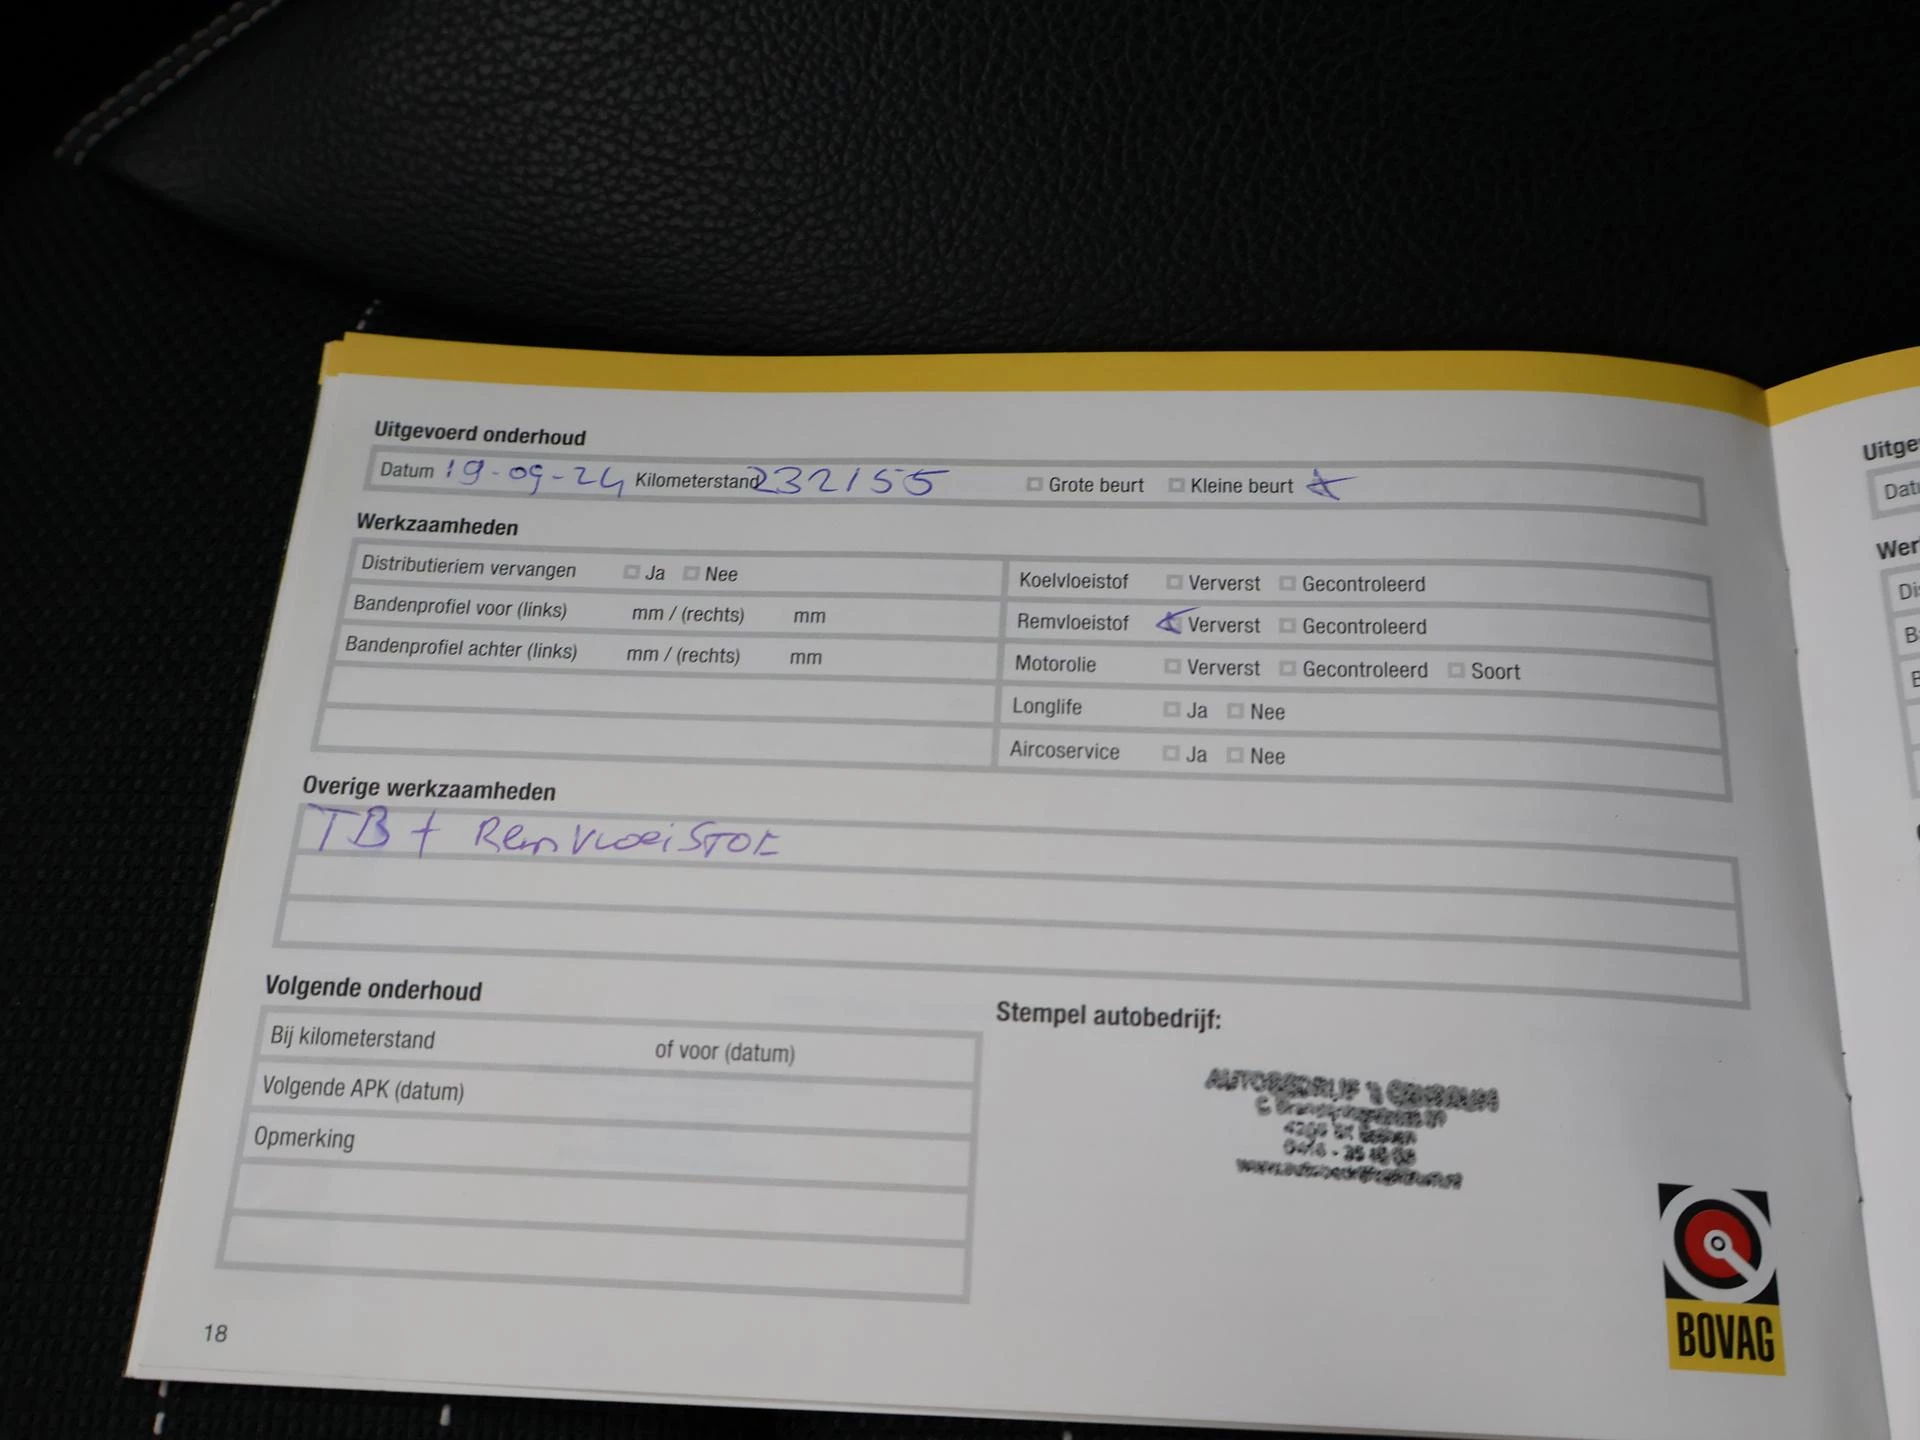 Uitgevoerd onderhoud
Datum 19-09-24 Kilometerstand 232155 Grote beurt Kleine beurt
Werkzaamheden
Distributieriem vervangen Ja Nee
Bandenprofiel voor (links) mm / (rechts) mm
Bandenprofiel achter (links) mm / (rechts) mm
Koelvloeistof Ververst Gecontroleerd
Remvloeistof Ververst Gecontroleerd
Motorolie Ververst Gecontroleerd Soort
Longlife Ja Nee
Aircoservice Ja Nee
Overige werkzaamheden
TB + Remvloeistof
Volgende onderhoud
Bij kilometerstand of voor (datum)
Volgende APK (datum)
Opmerking
Stempel autobedrijf:
AUTOBEDRIJF
BOVAG
18
Uitge
Wer